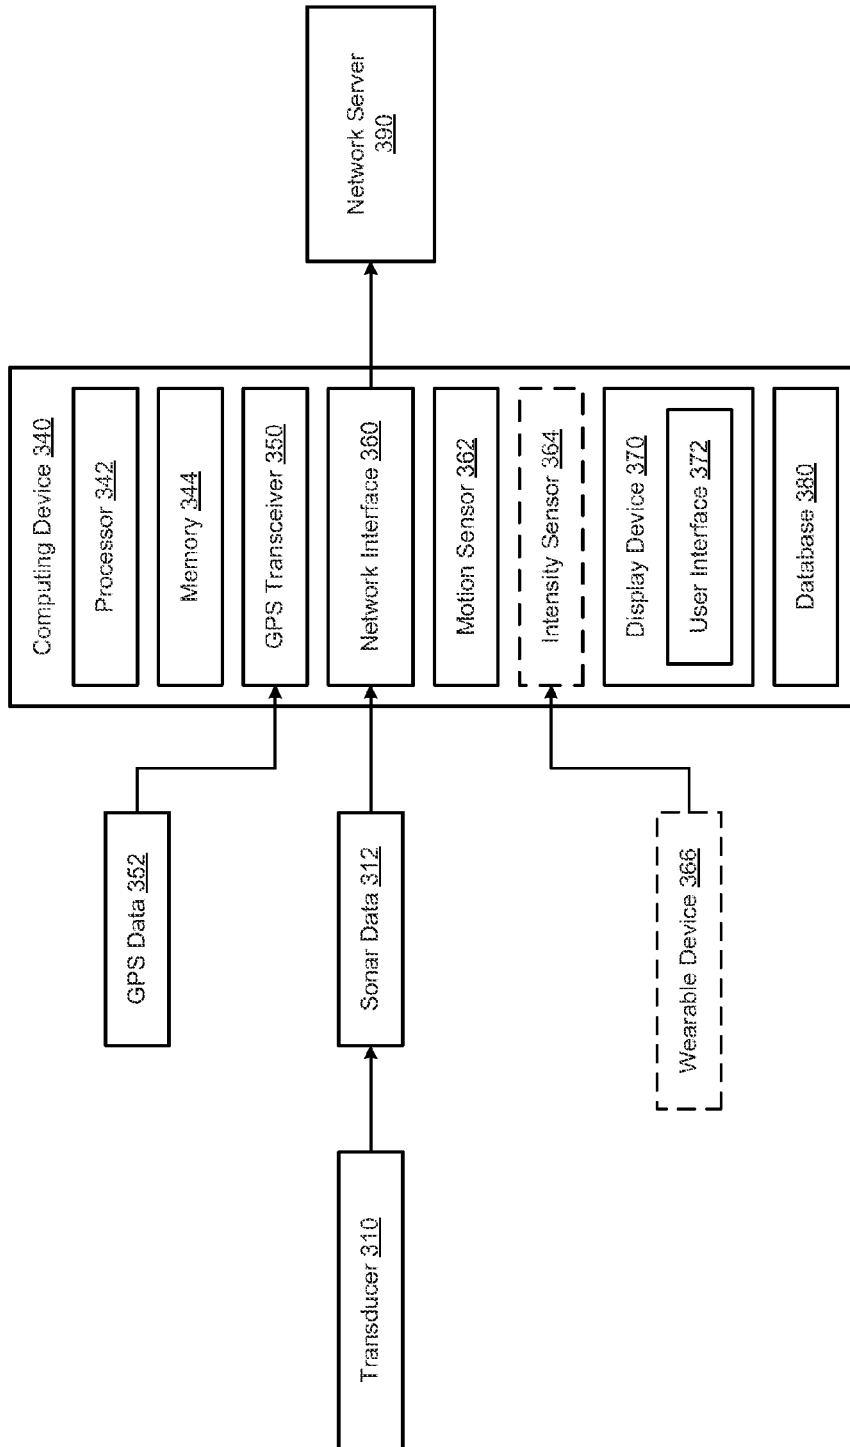 Transducer 310
GPS Data 352
Sonar Data 312
Wearable Device 366
Computing Device 340
Processor 342
Memory 344
GPS Transceiver 350
Network Interface 360
Motion Sensor 362
Intensity Sensor 364
Display Device 370
User Interface 372
Database 380
Network Server
390